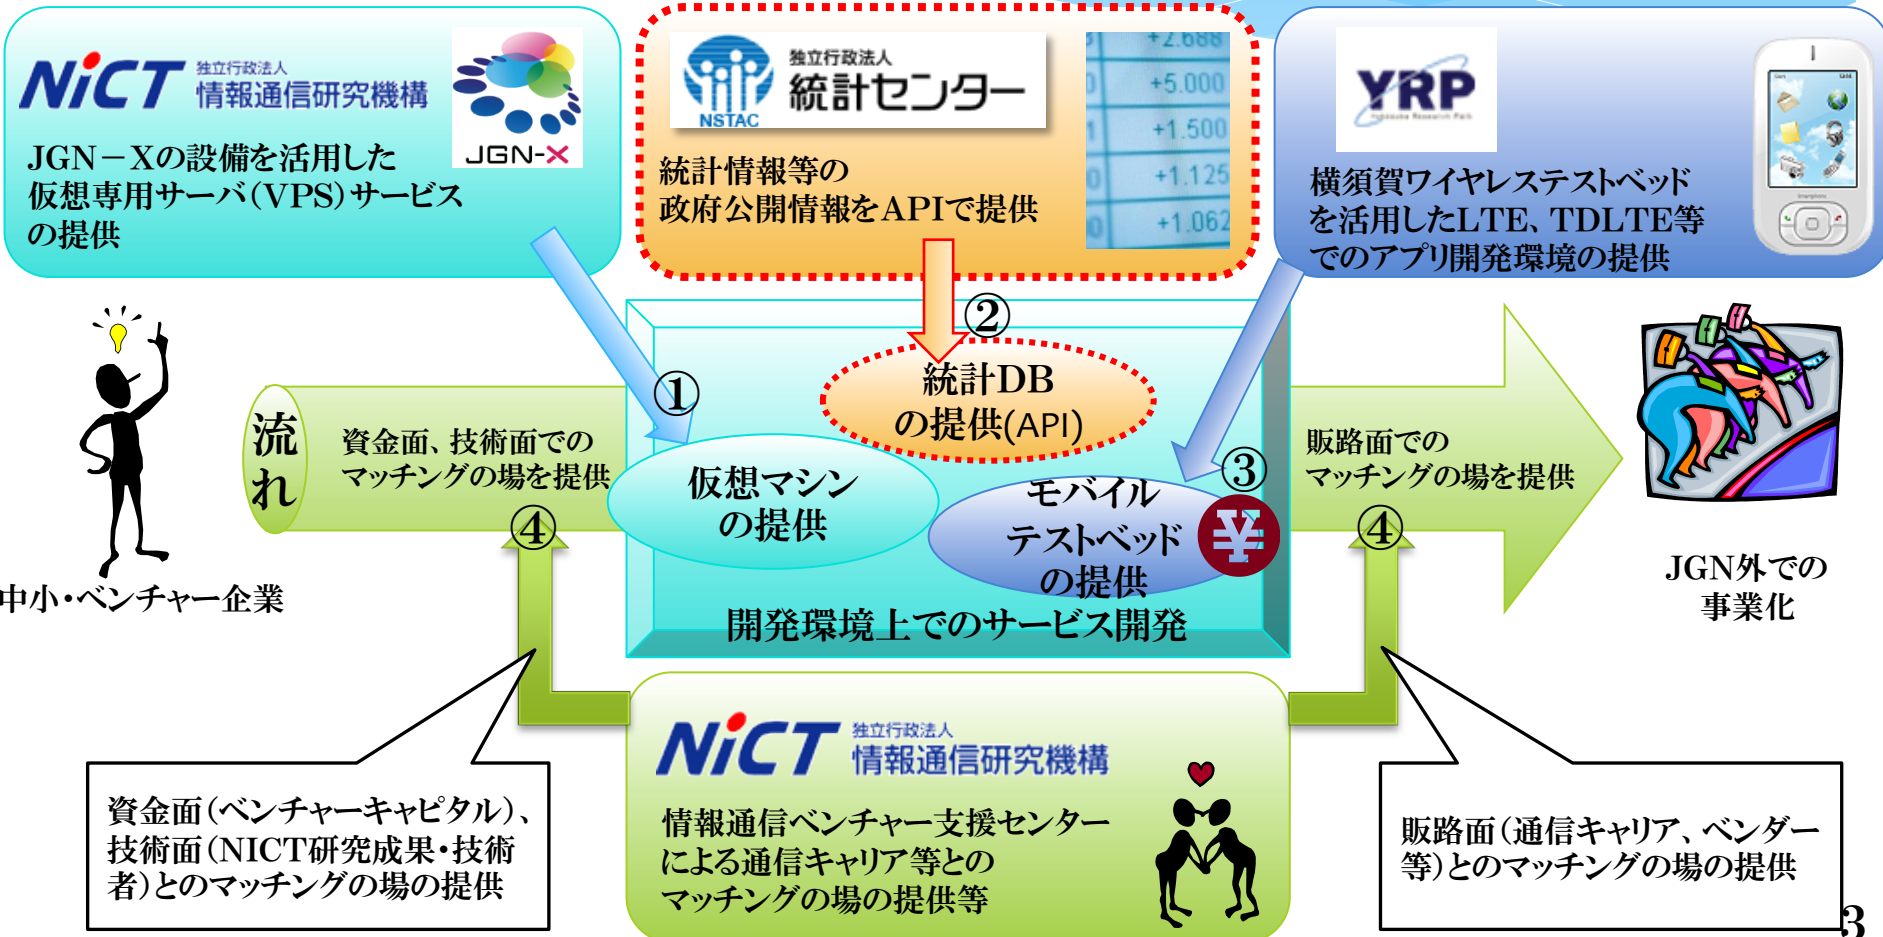 NiCT 独立行政法人
情報通信研究機構
JGN-X
JGN－Xの設備を活用した
仮想専用サーバ(VPS)サービス
の提供
独立行政法人
統計センター
NSTAC
統計情報等の
政府公開情報をAPIで提供
+2.688
+5.000
+1.500
+1.125
+1.062
YRP
Yokosuka Research Park
横須賀ワイヤレステストベッド
を活用したLTE、TDLTE等
でのアプリ開発環境の提供
中小・ベンチャー企業
流れ
資金面、技術面での
マッチングの場を提供
④
①
仮想マシン
の提供
②
統計DB
の提供(API)
③
モバイル
テストベッド
の提供
¥
開発環境上でのサービス開発
販路面での
マッチングの場を提供
④
JGN外での
事業化
資金面(ベンチャーキャピタル)、
技術面(NICT研究成果・技術
者)とのマッチングの場の提供
NiCT 独立行政法人
情報通信研究機構
情報通信ベンチャー支援センター
による通信キャリア等との
マッチングの場の提供等
販路面(通信キャリア、ベンダー
等)とのマッチングの場の提供
3